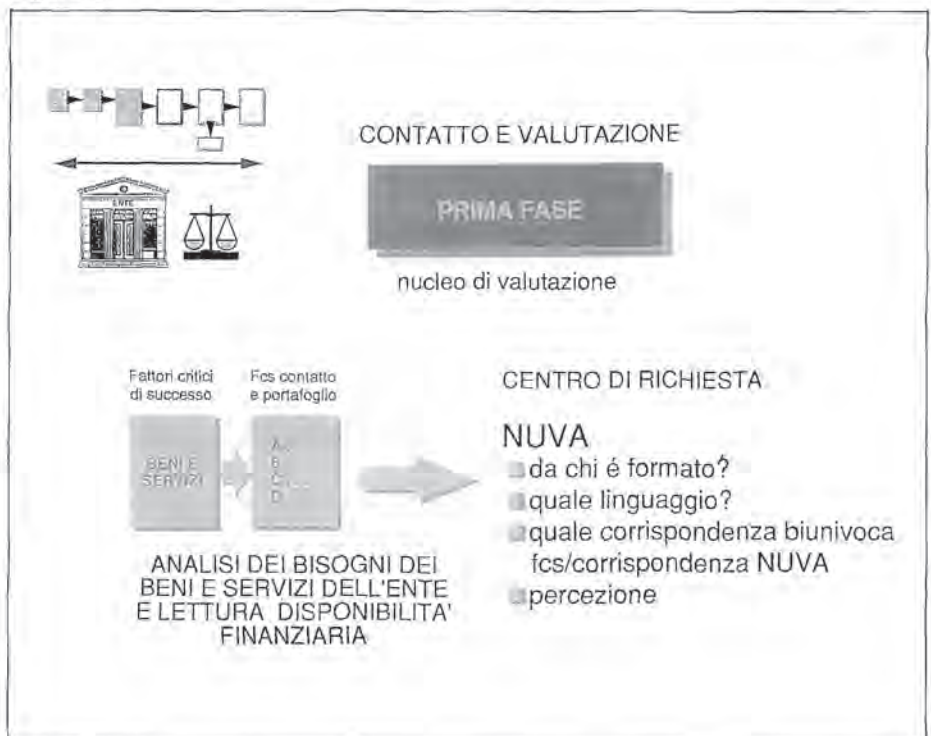 ENTE
CONTATTO E VALUTAZIONE
PRIMA FASE
nucleo di valutazione
Fattori critici
di successo
BENI E
SERVIZI
Fcs contatto
e portafoglio
A..
B
C....
D
ANALISI DEI BISOGNI DEI
BENI E SERVIZI DELL'ENTE
E LETTURA DISPONIBILITA'
FINANZIARIA
CENTRO DI RICHIESTA
NUVA
da chi é formato?
quale linguaggio?
quale corrispondenza biunivoca
fcs/corrispondenza NUVA
percezione